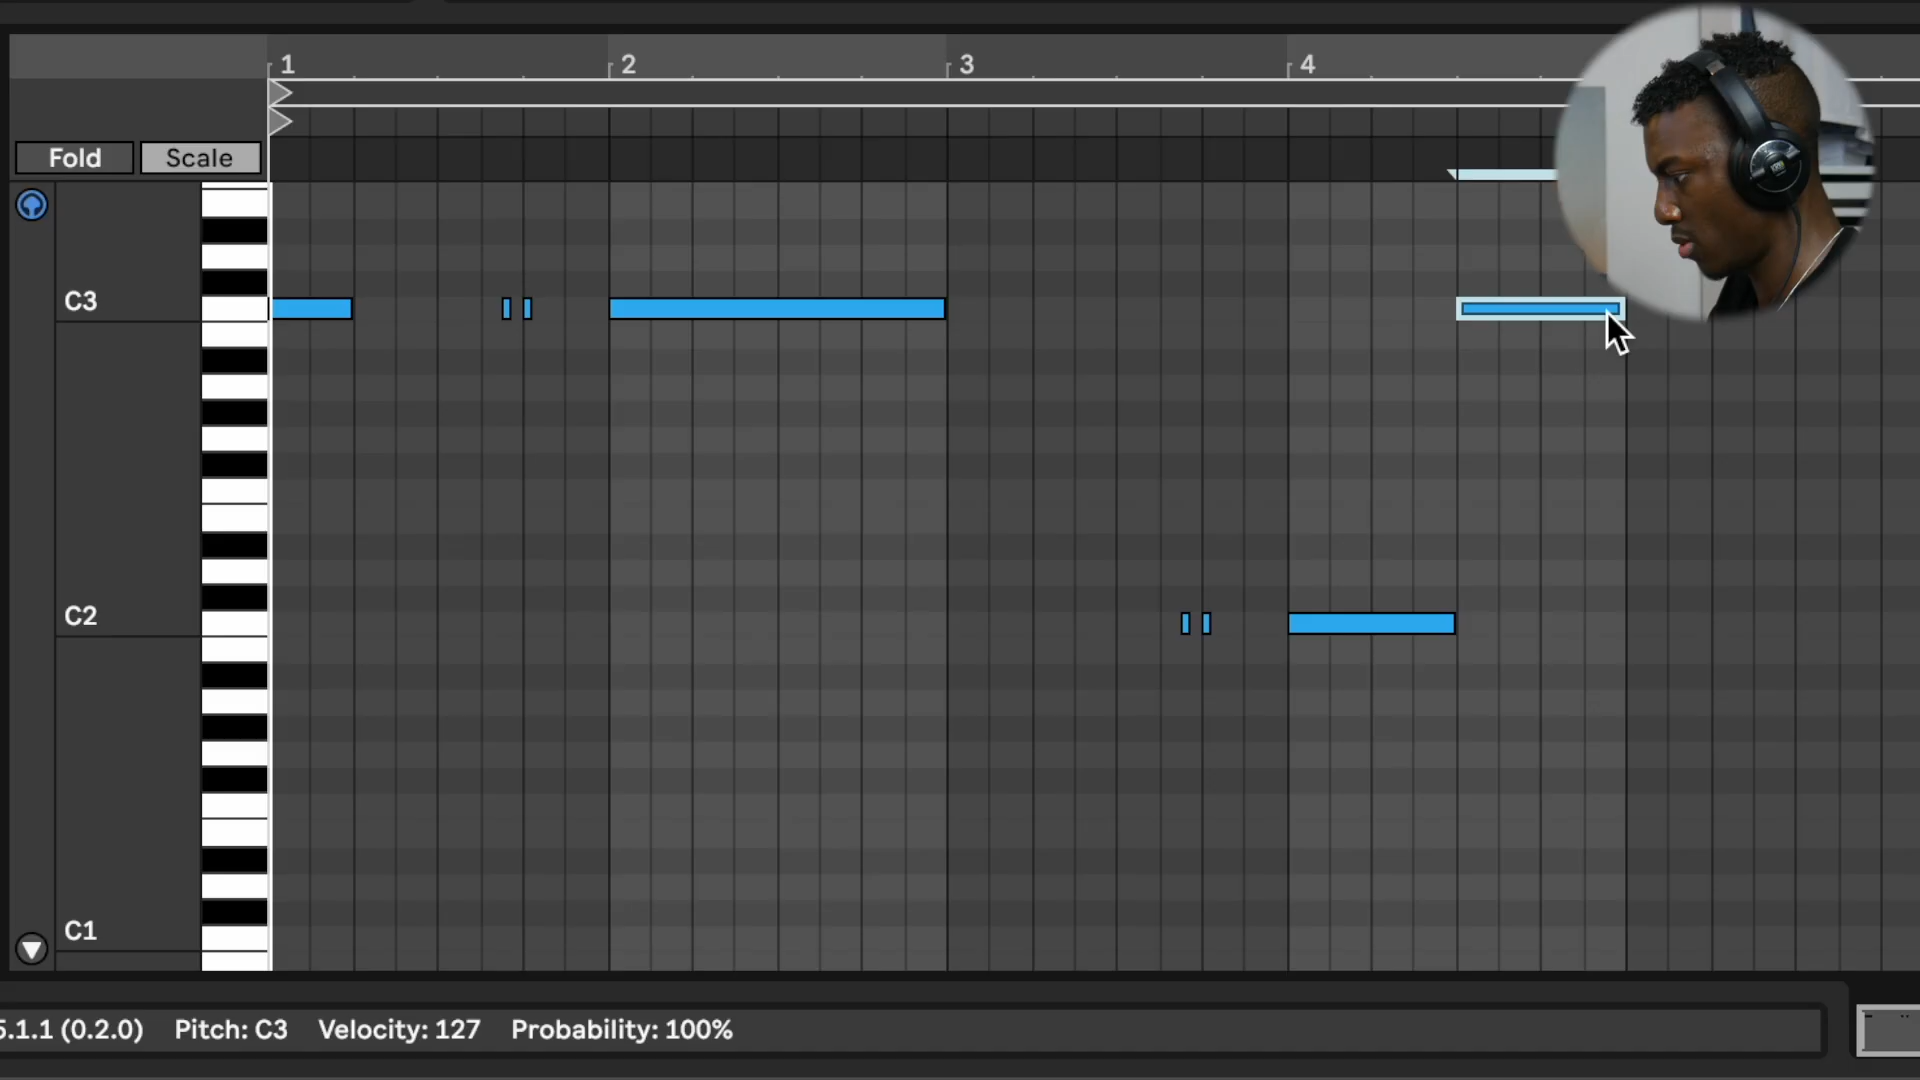 1 2 3 4
Fold Scale
C3
C2
C1
5.1.1 (0.2.0) Pitch: C3 Velocity: 127 Probability: 100%